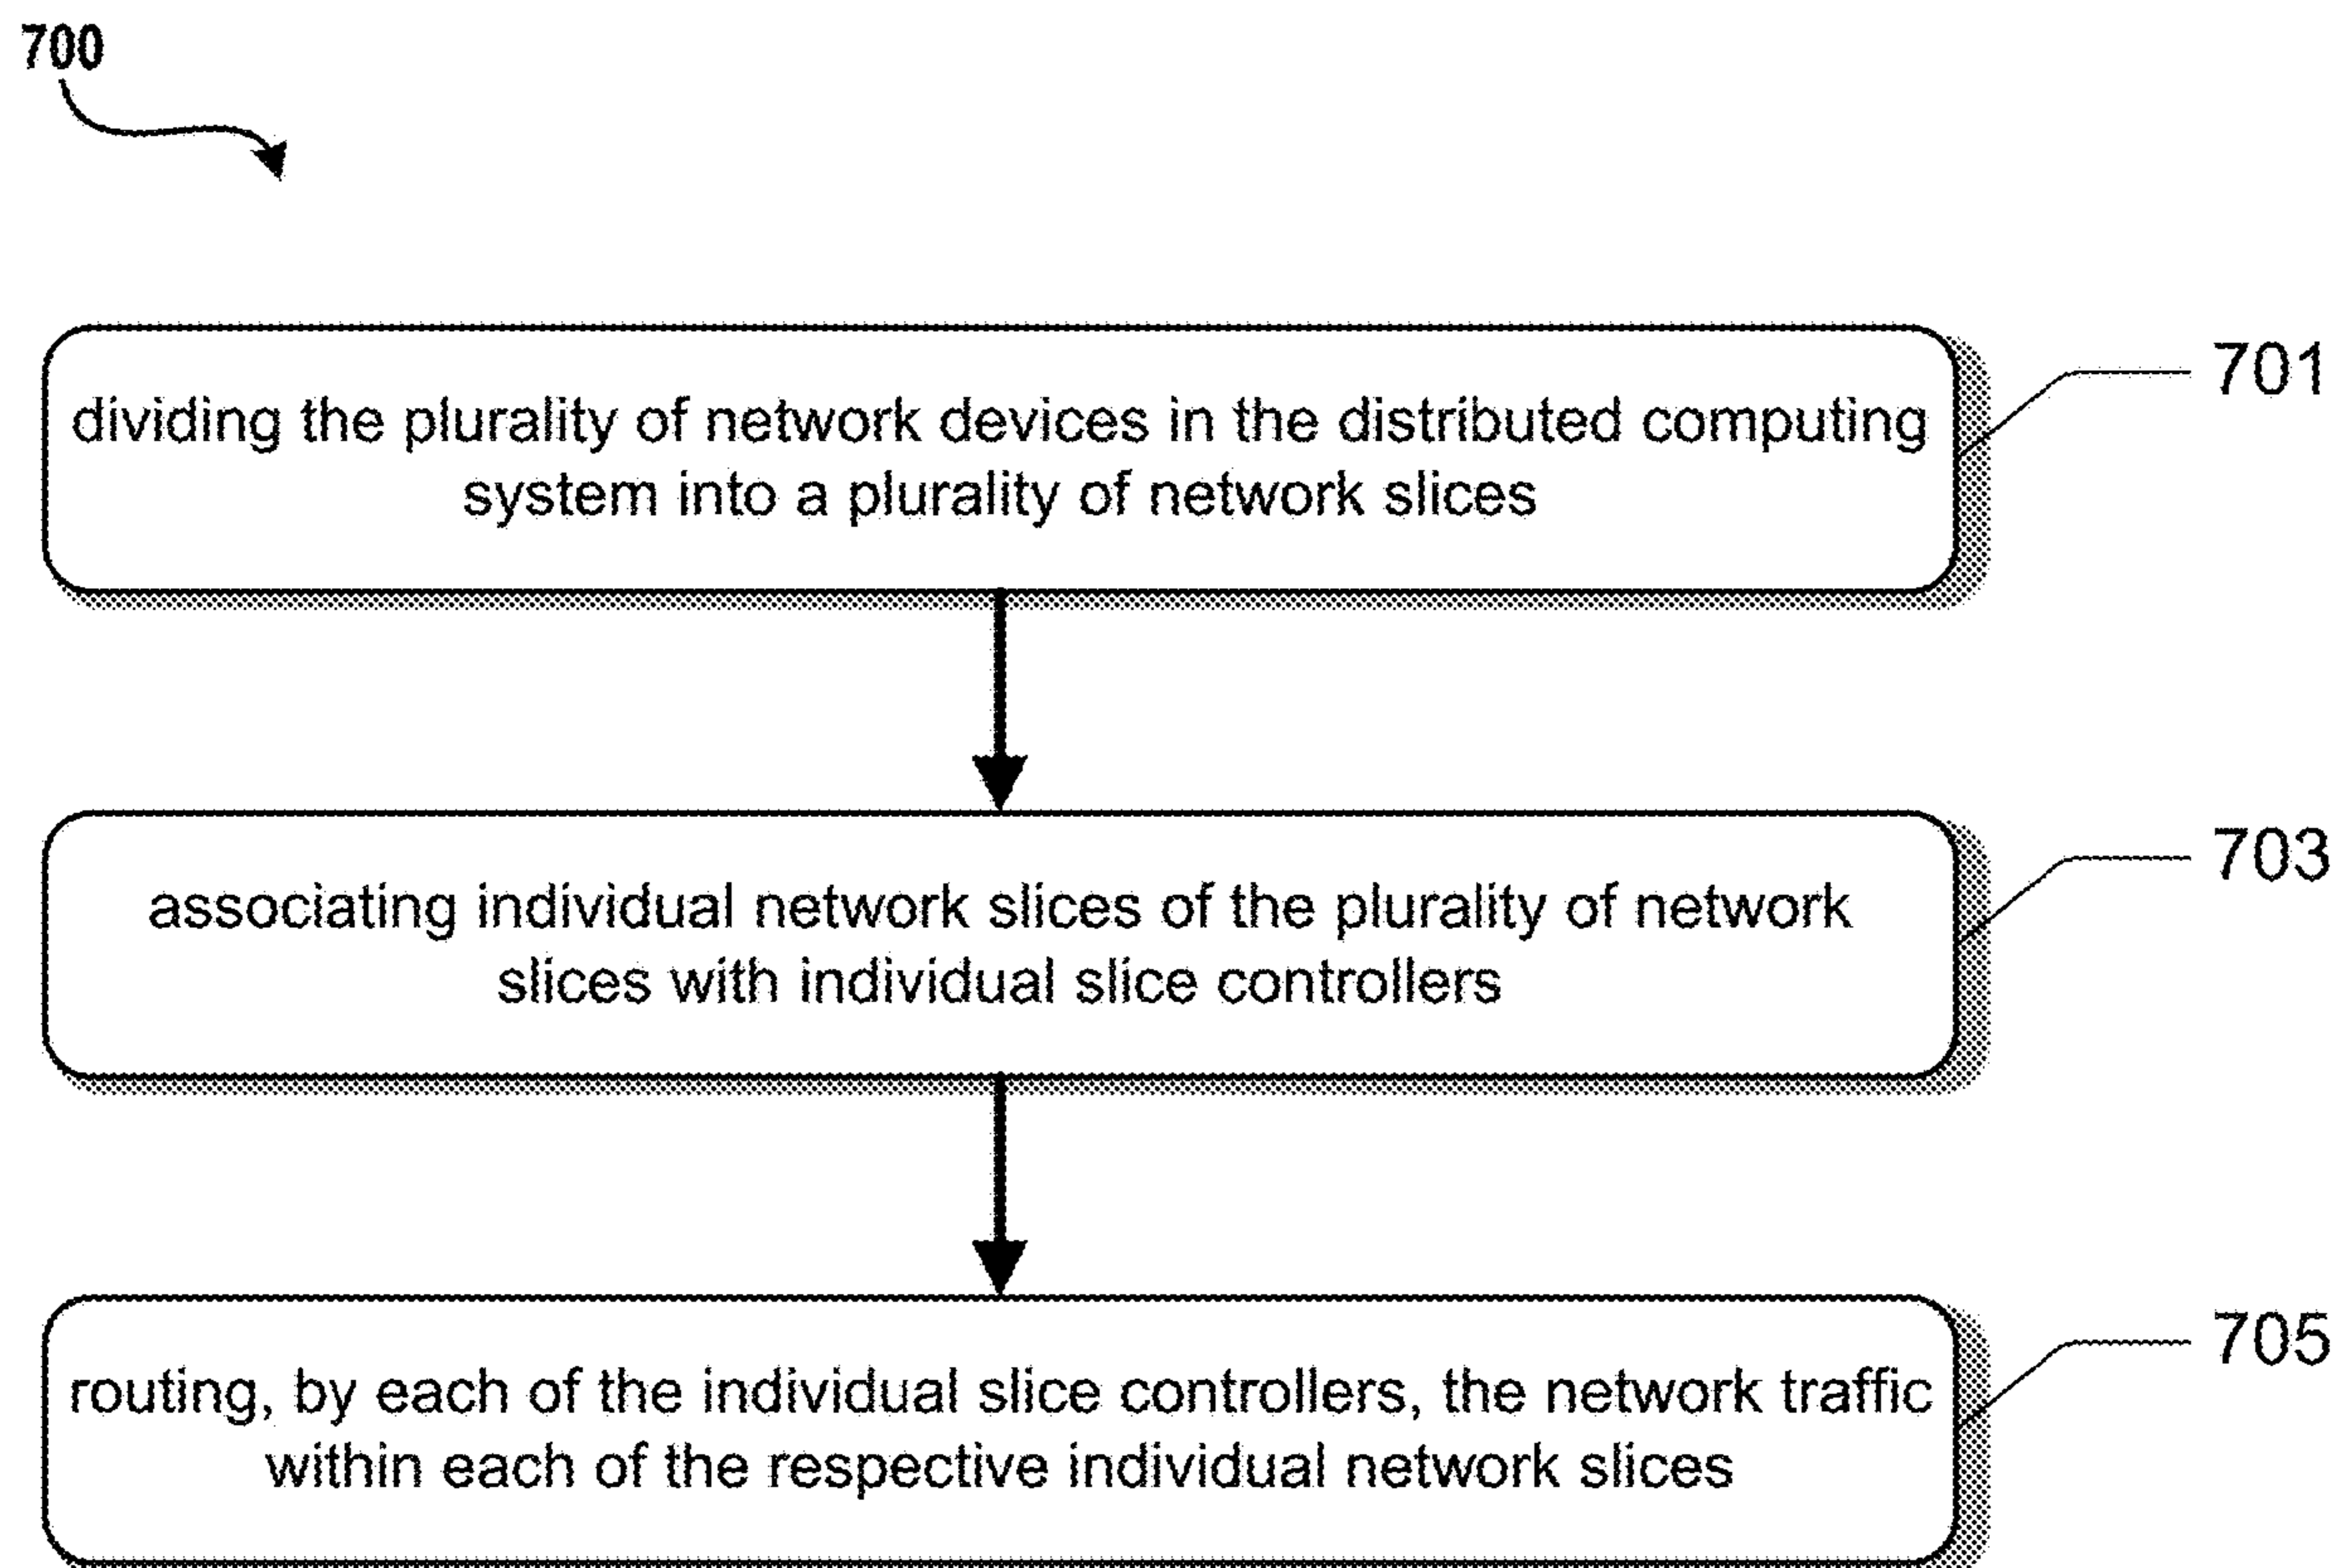 700
dividing the plurality of network devices in the distributed computing
system into a plurality of network slices
701
associating individual network slices of the plurality of network
slices with individual slice controllers
703
routing, by each of the individual slice controllers, the network traffic
within each of the respective individual network slices
705